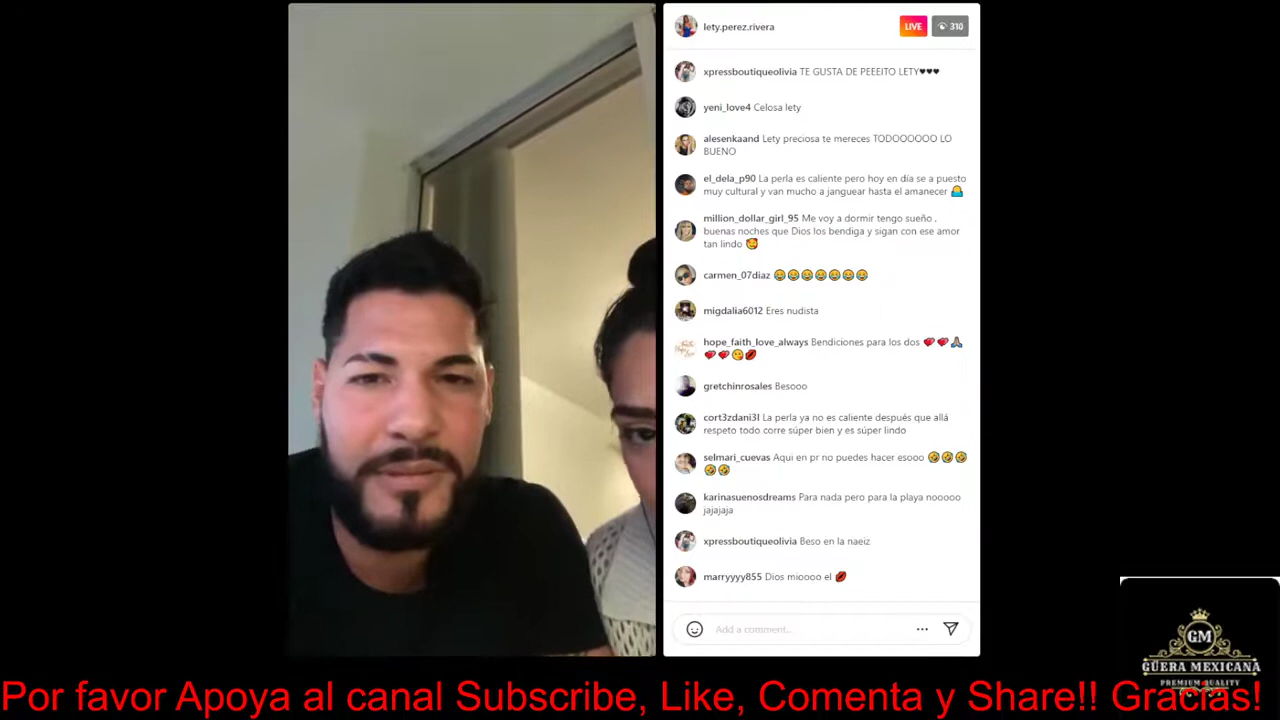 lety.perez.rivera
LIVE
310
xpressboutiqueolivia TE GUSTA DE PEEEITO LETY♥♥♥
yeni_love4 Celosa lety
alesenkaand Lety preciosa te mereces TODOOOOOO LO
BUENO
el_dela_p90 La perla es caliente pero hoy en día se a puesto
muy cultural y van mucho a janguear hasta el amanecer 🤷
million_dollar_girl_95 Me voy a dormir tengo sueño ,
buenas noches que Dios los bendiga y sigan con ese amor
tan lindo 🥰
carmen_07diaz 😂😂😂😂😂😂😂
migdalia6012 Eres nudista
hope_faith_love_always Bendiciones para los dos 💕💕🙏🏽
💕💕😘💋
gretchinrosales Besooo
cort3zdani3l La perla ya no es caliente después que allá
respeto todo corre súper bien y es súper lindo
selmari_cuevas Aqui en pr no puedes hacer esooo 🤣🤣🤣
🤣🤣
karinasuenosdreams Para nada pero para la playa nooooo
jajajaja
xpressboutiqueolivia Beso en la naeiz
marryyyy855 Dios mioooo el 💋
Add a comment...
GM
GÜERA MEXICANA
PREMIUM QUALITY
Por favor Apoya al canal Subscribe, Like, Comenta y Share!! Gracias!